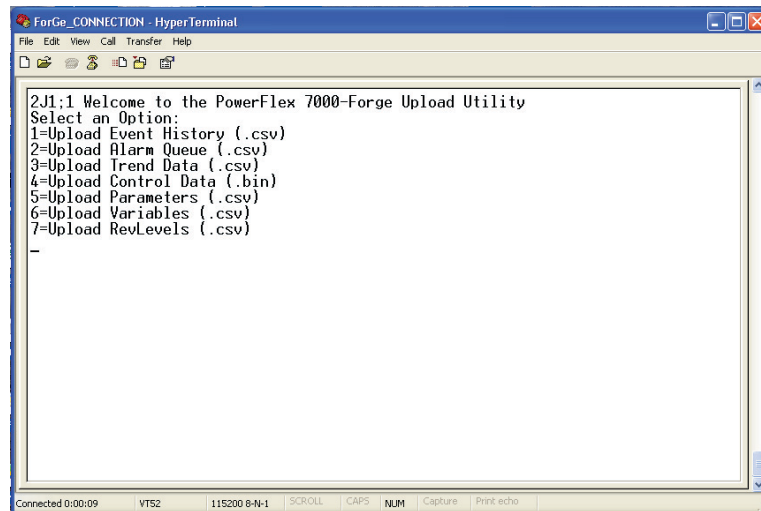 ForGe_CONNECTION - HyperTerminal
File Edit View Call Transfer Help
2J1;1 Welcome to the PowerFlex 7000-Forge Upload Utility
Select an Option:
1=Upload Event History (.csv)
2=Upload Alarm Queue (.csv)
3=Upload Trend Data (.csv)
4=Upload Control Data (.bin)
5=Upload Parameters (.csv)
6=Upload Variables (.csv)
7=Upload RevLevels (.csv)
_
Connected 0:00:09 VT52 115200 8-N-1 SCROLL CAPS NUM Capture Print echo